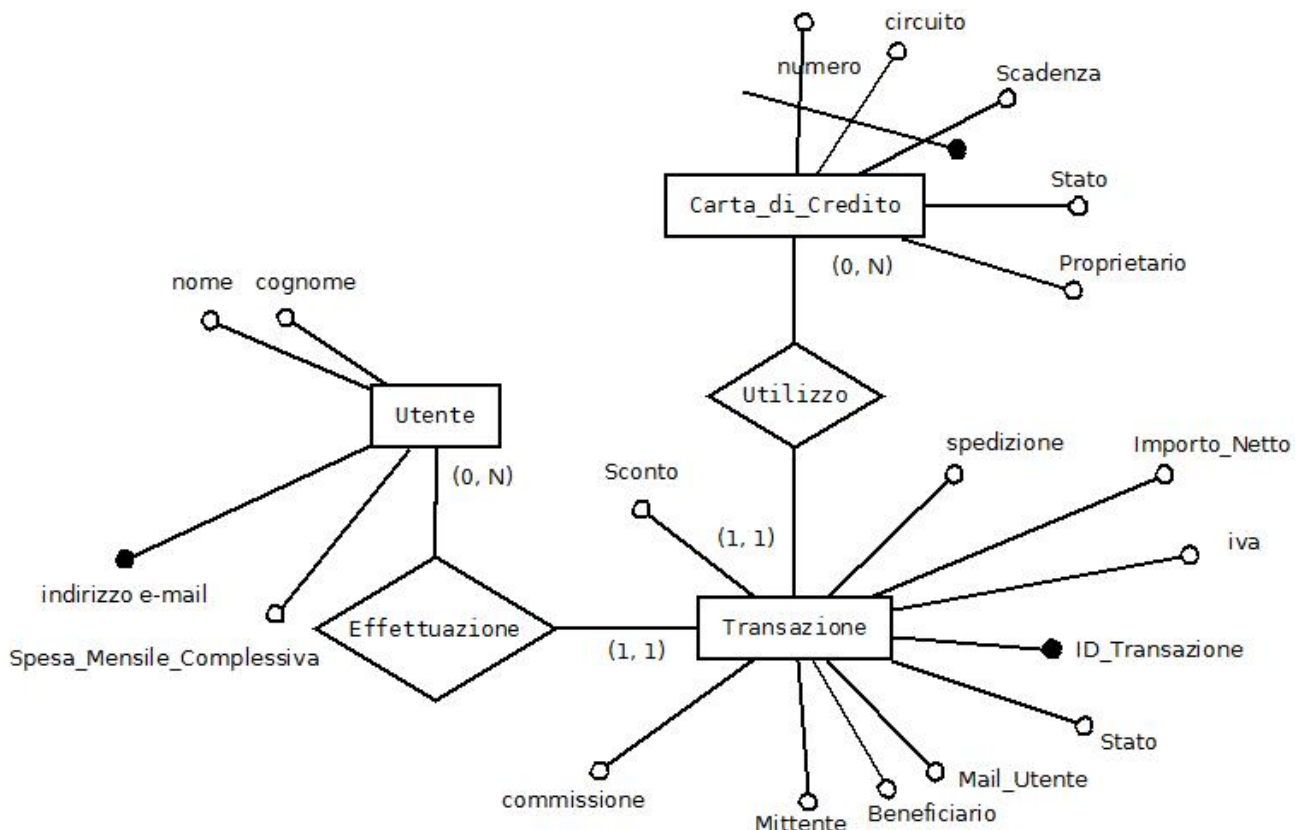 circuito
numero
Scadenza
Carta_di_Credito
Stato
(0, N)
Proprietario
nome cognome
Utente
(0, N)
Utilizzo
Sconto
spedizione
Importo_Netto
(1, 1)
iva
indirizzo e-mail
Spesa_Mensile_Complessiva
Effettuazione
(1, 1)
Transazione
ID_Transazione
Stato
commissione
Mittente
Beneficiario
Mail_Utente